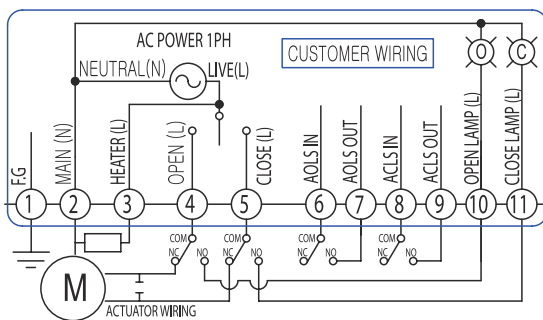 AC POWER 1PH
CUSTOMER WIRING
O
C
NEUTRAL(N)
LIVE(L)
F.G
MAIN (N)
HEATER (L)
OPEN (L)
CLOSE (L)
AOLS IN
AOLS OUT
ACLS IN
ACLS OUT
OPEN LAMP (L)
CLOSE LAMP (L)
1
2
3
4
5
6
7
8
9
10
11
COM
NC
NO
COM
NC
NO
COM
NC
NO
COM
NC
NO
M
ACTUATOR WIRING